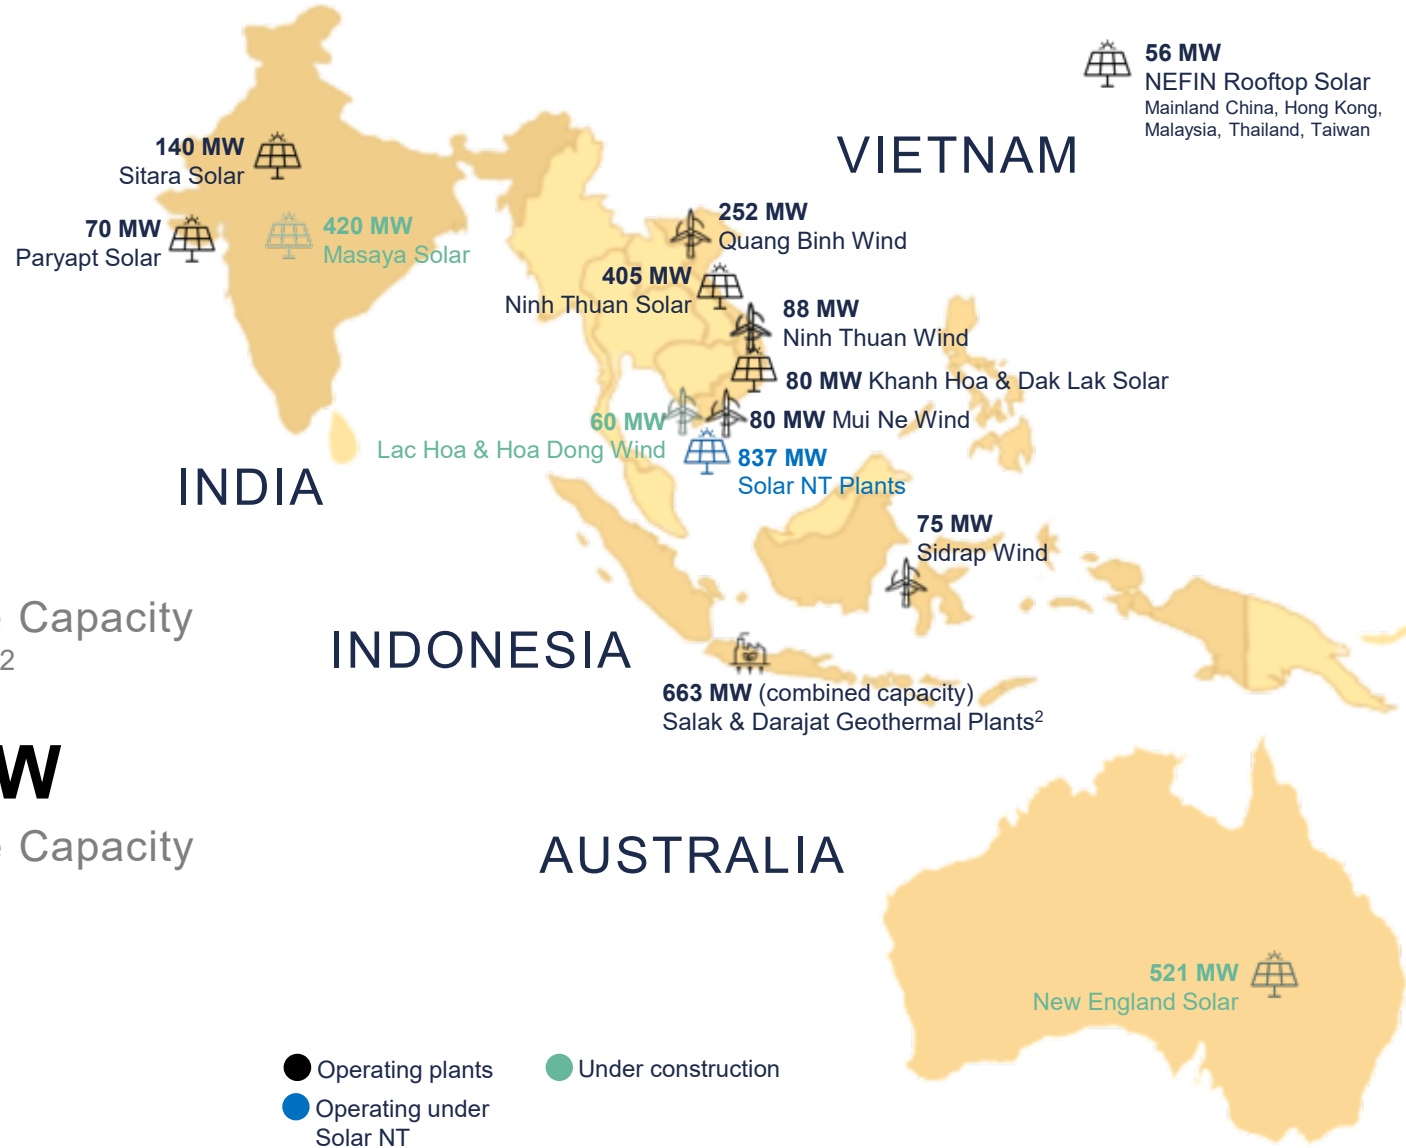 56 MW
NEFIN Rooftop Solar
Mainland China, Hong Kong,
Malaysia, Thailand, Taiwan
VIETNAM
140 MW
Sitara Solar
70 MW
Paryapt Solar
420 MW
Masaya Solar
252 MW
Quang Binh Wind
405 MW
Ninh Thuan Solar
88 MW
Ninh Thuan Wind
80 MW Khanh Hoa & Dak Lak Solar
60 MW
Lac Hoa & Hoa Dong Wind
80 MW Mui Ne Wind
837 MW
Solar NT Plants
INDIA
75 MW
Sidrap Wind
Capacity
2
INDONESIA
663 MW (combined capacity)
Salak & Darajat Geothermal Plants2
W
Capacity
AUSTRALIA
521 MW
New England Solar
Operating plants
Under construction
Operating under
Solar NT